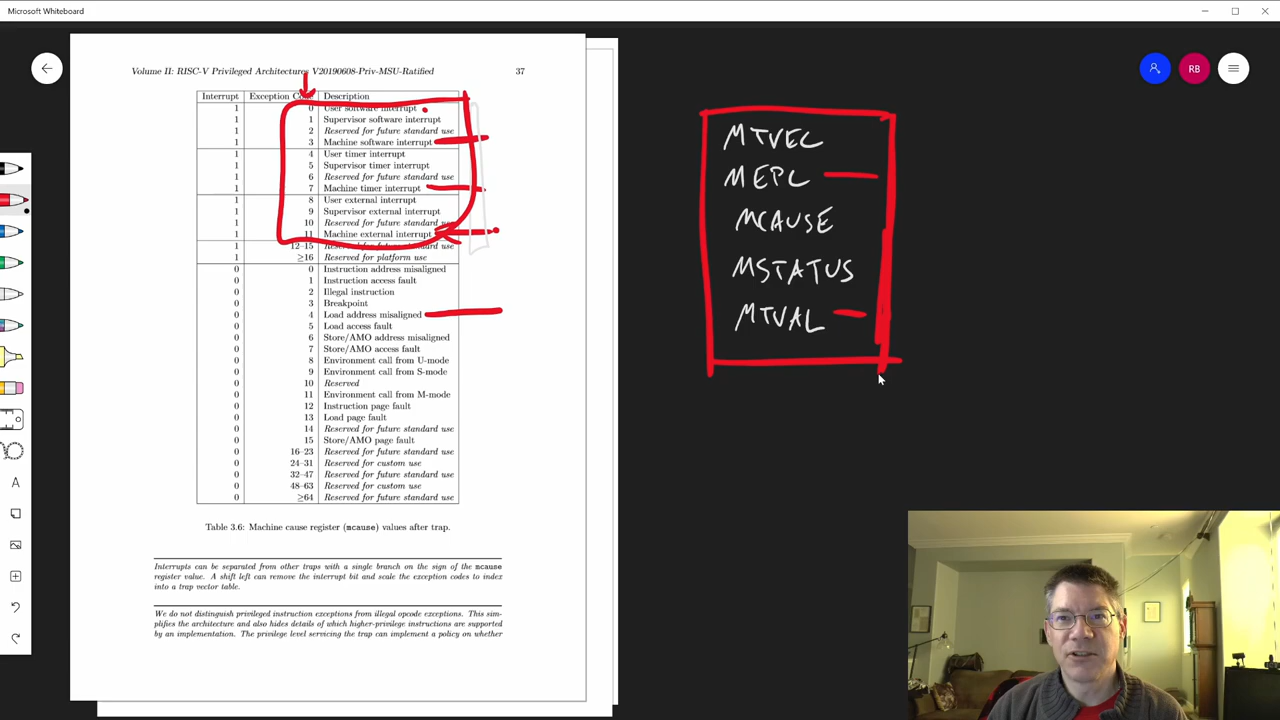 Microsoft Whiteboard
Volume II: RISC-V Privileged Architectures V20190608-Priv-MSU-Ratified 37
RB
Interrupt Exception Description
1 0 User software interrupt
1 1 Supervisor software interrupt
1 2 Reserved for future standard use
1 3 Machine software interrupt
1 4 User timer interrupt
1 5 Supervisor timer interrupt
1 6 Reserved for future standard use
1 7 Machine timer interrupt
1 8 User external interrupt
1 9 Supervisor external interrupt
1 10 Reserved for future standard use
1 11 Machine external interrupt
1 12–15 Reserved for future standard use
1 ≥16 Reserved for platform use
0 0 Instruction address misaligned
0 1 Instruction access fault
0 2 Illegal instruction
0 3 Breakpoint
0 4 Load address misaligned
0 5 Load access fault
0 6 Store/AMO address misaligned
0 7 Store/AMO access fault
0 8 Environment call from U-mode
0 9 Environment call from S-mode
0 10 Reserved
0 11 Environment call from M-mode
0 12 Instruction page fault
0 13 Load page fault
0 14 Reserved for future standard use
0 15 Store/AMO page fault
0 16–23 Reserved for future standard use
0 24–31 Reserved for custom use
0 32–47 Reserved for future standard use
0 48–63 Reserved for custom use
0 ≥64 Reserved for future standard use
Table 3.6: Machine cause register (mcause) values after trap.
Interrupts can be separated from other traps with a single branch on the sign of the mcause
register value. A shift left can remove the interrupt bit and scale the exception codes to index
into a trap vector table.
We do not distinguish privileged instruction exceptions from illegal opcode exceptions. This sim-
plifies the architecture and also hides details of which higher-privilege instructions are supported
by an implementation. The privilege level servicing the trap can implement a policy on whether
MTVEC
MEPC
MCAUSE
MSTATUS
MTVAL
A